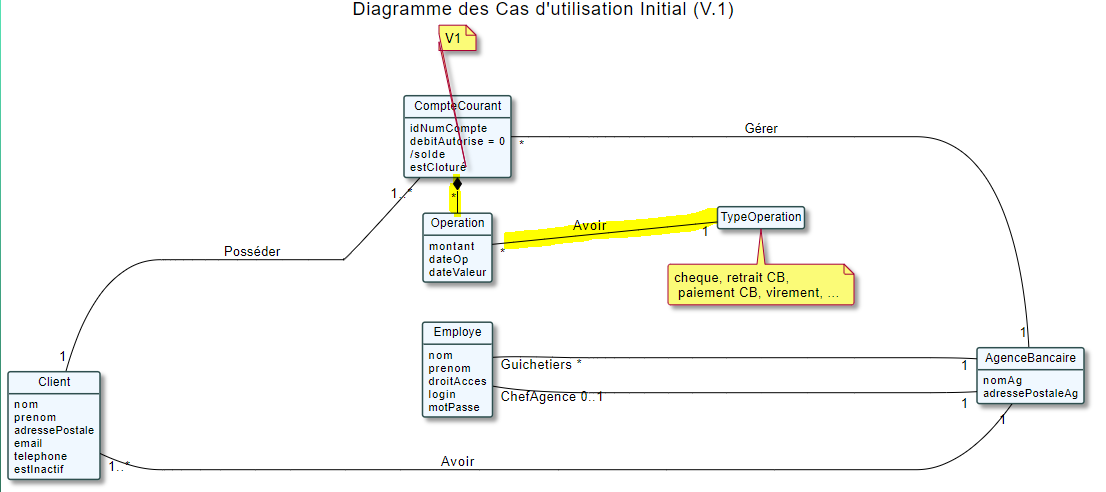 Diagramme des Cas d'utilisation Initial (V.1)
V1
CompteCourant
idNumCompte
debitAutorise = 0
/solde
estCloturé
Gérer
*
1..*
*
Operation
montant
dateOp
dateValeur
Avoir
*
1
TypeOperation
cheque, retrait CB,
paiement CB, virement, ...
Posséder
1
Employe
nom
prenom
droitAcces
login
motPasse
Guichetiers *
1
ChefAgence 0..1
1
1
AgenceBancaire
nomAg
adressePostaleAg
1
Client
nom
prenom
adressePostale
email
telephone
estInactif
1..*
Avoir